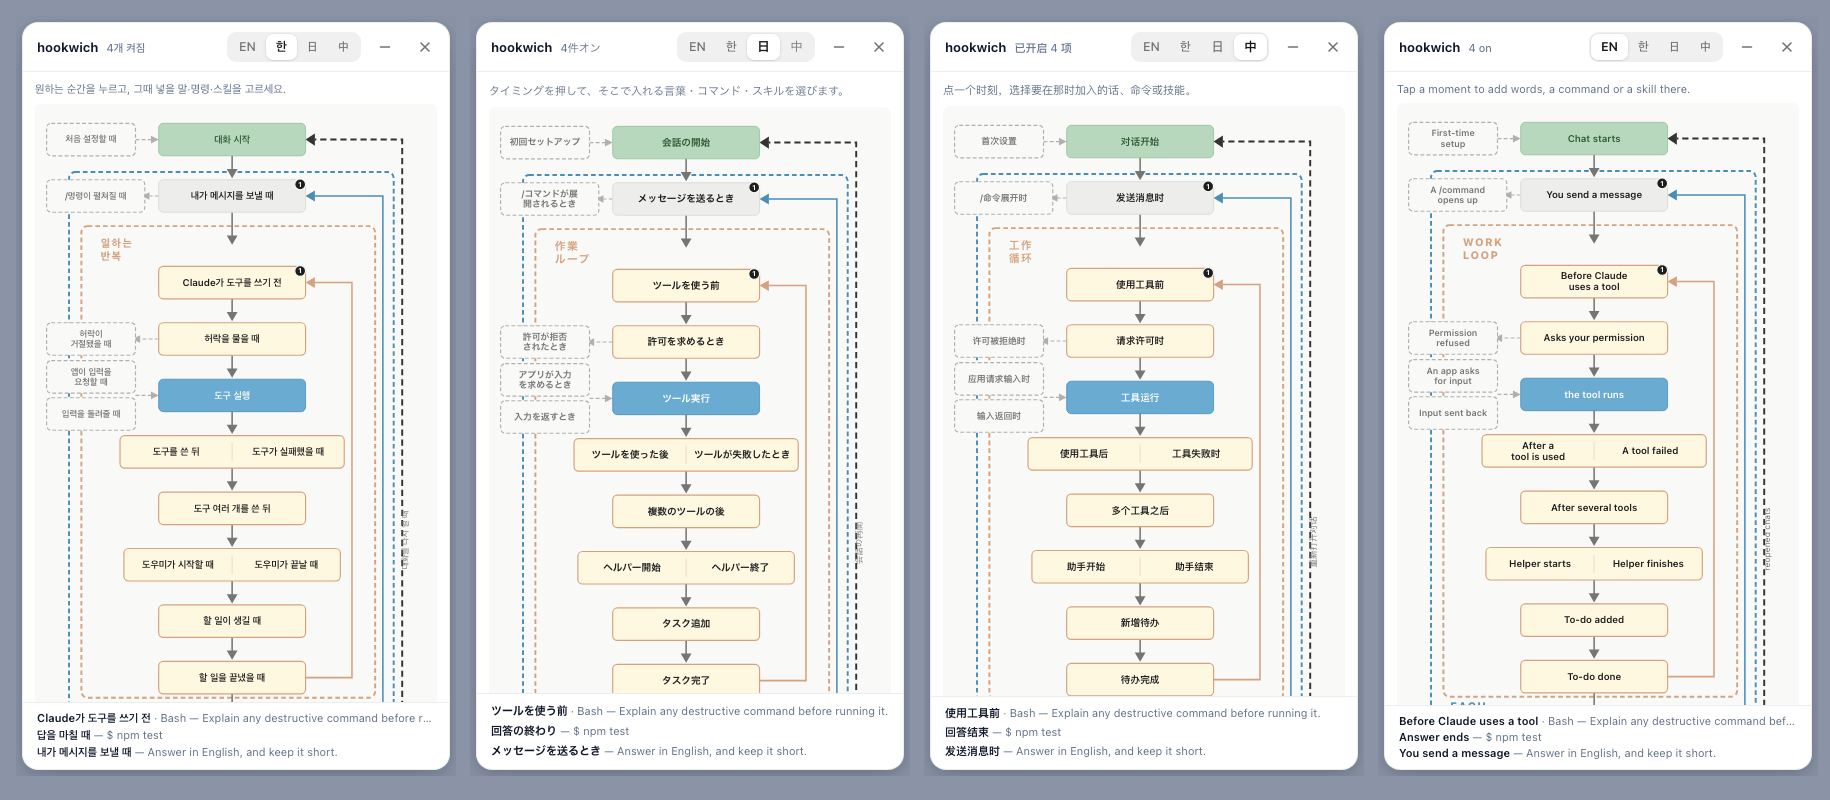 hookwich 4개 켜짐 EN 한 日 中
원하는 순간을 누르고, 그때 넣을 말·명령·스킬을 고르세요.
처음 설정할 때
대화 시작
/명령이 펼쳐질 때
내가 메시지를 보낼 때
1
일하는
반복
Claude가 도구를 쓰기 전
1
허락이
거절됐을 때
허락을 물을 때
앱이 입력을
요청할 때
도구 실행
입력을 돌려줄 때
도구를 쓴 뒤
도구가 실패했을 때
도구 여러 개를 쓴 뒤
도우미가 시작할 때
도우미가 끝날 때
할 일이 생길 때
할 일을 끝냈을 때
Claude가 도구를 쓰기 전 · Bash — Explain any destructive command before r...
답을 마칠 때 — $ npm test
내가 메시지를 보낼 때 — Answer in English, and keep it short.
hookwich 4件オン EN 한 日 中
タイミングを押して、そこで入れる言葉・コマンド・スキルを選びます。
初回セットアップ
会話の開始
/コマンドが展
開されるとき
メッセージを送るとき
1
作業
ループ
ツールを使う前
1
許可が拒否
されたとき
許可を求めるとき
アプリが入力
を求めるとき
ツール実行
入力を返すとき
ツールを使った後
ツールが失敗したとき
複数のツールの後
ヘルパー開始
ヘルパー終了
タスク追加
タスク完了
ツールを使う前 · Bash — Explain any destructive command before running it.
回答の終わり — $ npm test
メッセージを送るとき — Answer in English, and keep it short.
hookwich 已开启 4 项 EN 한 日 中
点一个时刻，选择要在那时加入的话、命令或技能。
首次设置
对话开始
/命令展开时
发送消息时
1
工作
循环
使用工具前
1
许可被拒绝时
请求许可时
应用请求输入时
工具运行
输入返回时
使用工具后
工具失败时
多个工具之后
助手开始
助手结束
新增待办
待办完成
使用工具前 · Bash — Explain any destructive command before running it.
回答结束 — $ npm test
发送消息时 — Answer in English, and keep it short.
hookwich 4 on EN 한 日 中
Tap a moment to add words, a command or a skill there.
First-time
setup
Chat starts
A /command
opens up
You send a message
1
WORK
LOOP
Before Claude
uses a tool
1
Permission
refused
Asks your permission
An app asks
for input
the tool runs
Input sent back
After a
tool is used
A tool failed
After several tools
reopened chats
Helper starts
Helper finishes
To-do added
To-do done
Before Claude uses a tool · Bash — Explain any destructive command bef...
Answer ends — $ npm test
You send a message — Answer in English, and keep it short.